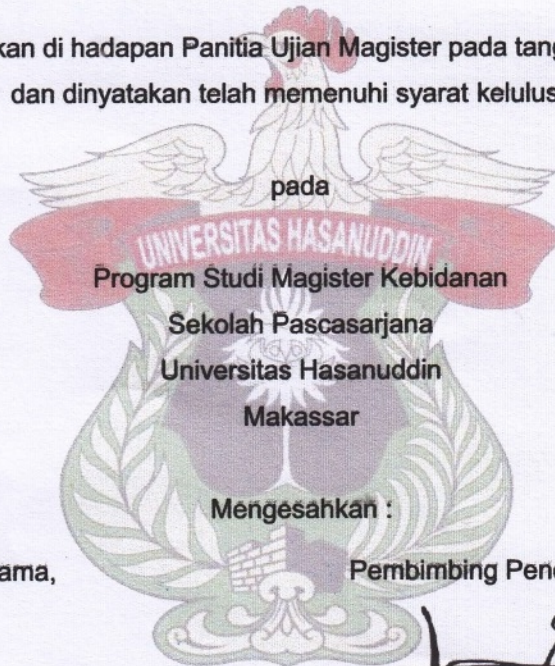 kan di hadapan Panitia Ujian Magister pada tang
dan dinyatakan telah memenuhi syarat kelulus
pada
UNIVERSITAS HASANUDDIN
Program Studi Magister Kebidanan
Sekolah Pascasarjana
Universitas Hasanuddin
Makassar
Mengesahkan :
ama, Pembimbing Pend